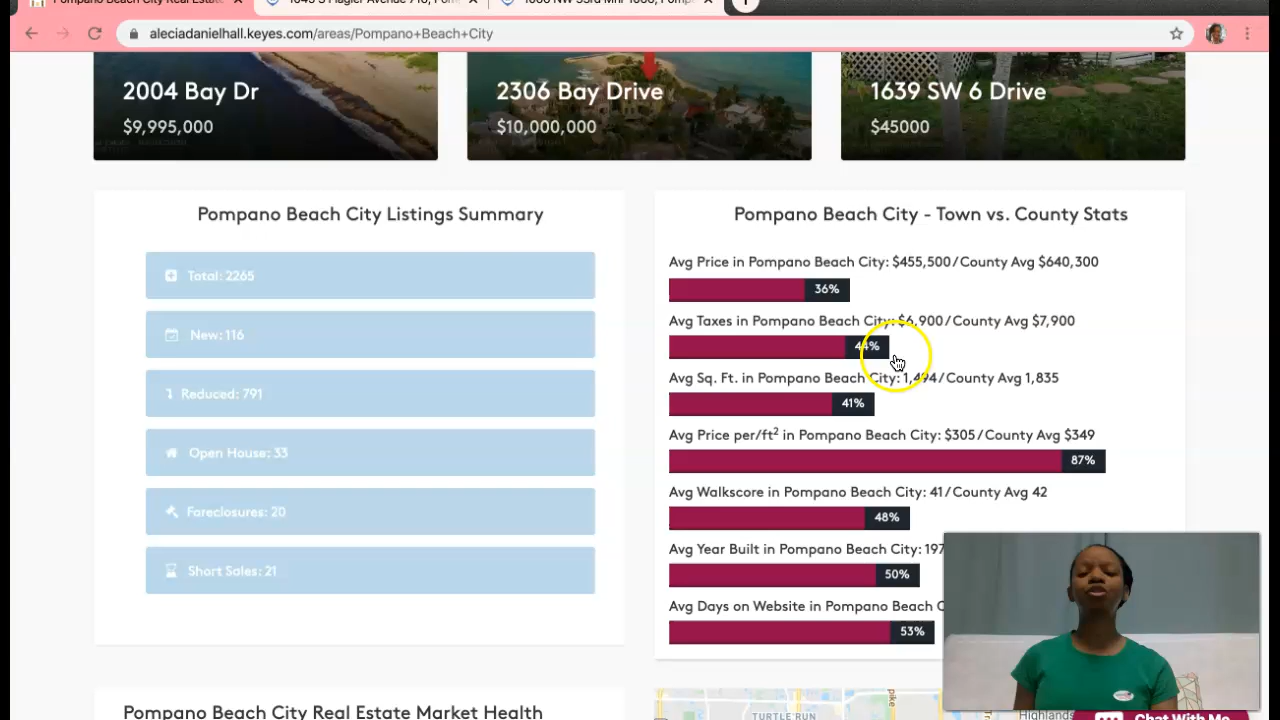 aleciadanielhall.keyes.com/areas/Pompano+Beach+City
2004 Bay Dr
$9,995,000
2306 Bay Drive
$10,000,000
1639 SW 6 Drive
$45000
Pompano Beach City Listings Summary
Total: 2265
New: 116
Reduced: 791
Open House: 33
Foreclosures: 20
Short Sales: 21
Pompano Beach City - Town vs. County Stats
Avg Price in Pompano Beach City: $455,500/County Avg $640,300
36%
Avg Taxes in Pompano Beach City: $6,900/County Avg $7,900
44%
Avg Sq. Ft. in Pompano Beach City: 1,494/County Avg 1,835
41%
Avg Price per/ft² in Pompano Beach City: $305/County Avg $349
87%
Avg Walkscore in Pompano Beach City: 41/County Avg 42
48%
Avg Year Built in Pompano Beach City: 197
50%
Avg Days on Website in Pompano Beach C
53%
Pompano Beach City Real Estate Market Health
TURTLE RUN
pike
Highlands
Chat With Me